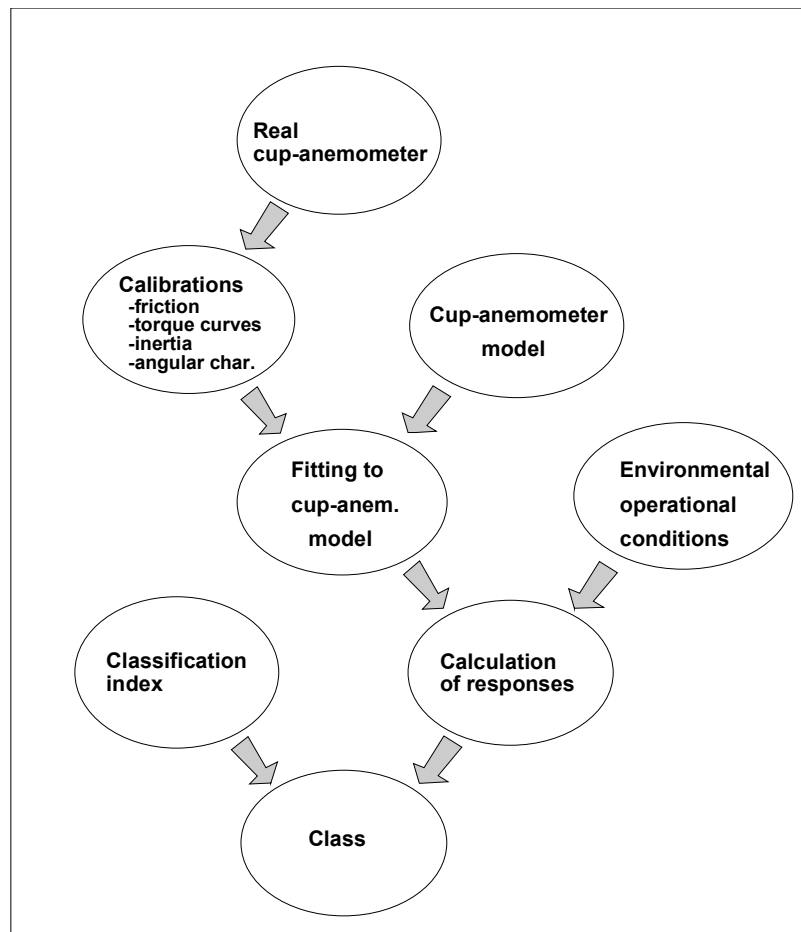 Real
cup-anemometer
Calibrations
-friction
-torque curves
-inertia
-angular char.
Cup-anemometer
model
Fitting to
cup-anem.
model
Environmental
operational
conditions
Classification
index
Calculation
of responses
Class